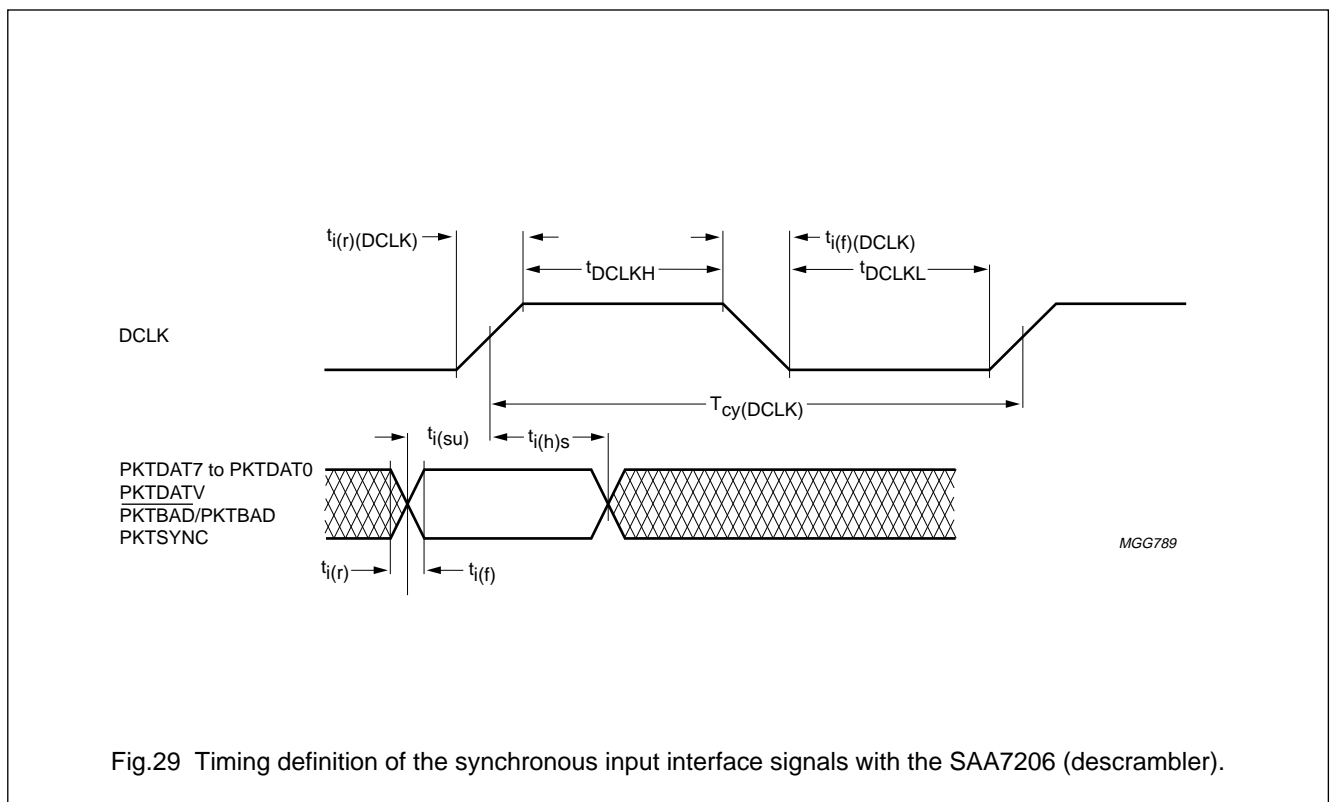 ti(r)(DCLK)
ti(f)(DCLK)
tDCLKH
tDCLKL
DCLK
Tcy(DCLK)
ti(su)
ti(h)s
PKTDAT7 to PKTDAT0
PKTDATV
PKTBAD/PKTBAD
PKTSYNC
MGG789
ti(r)
ti(f)
Fig.29 Timing definition of the synchronous input interface signals with the SAA7206 (descrambler).